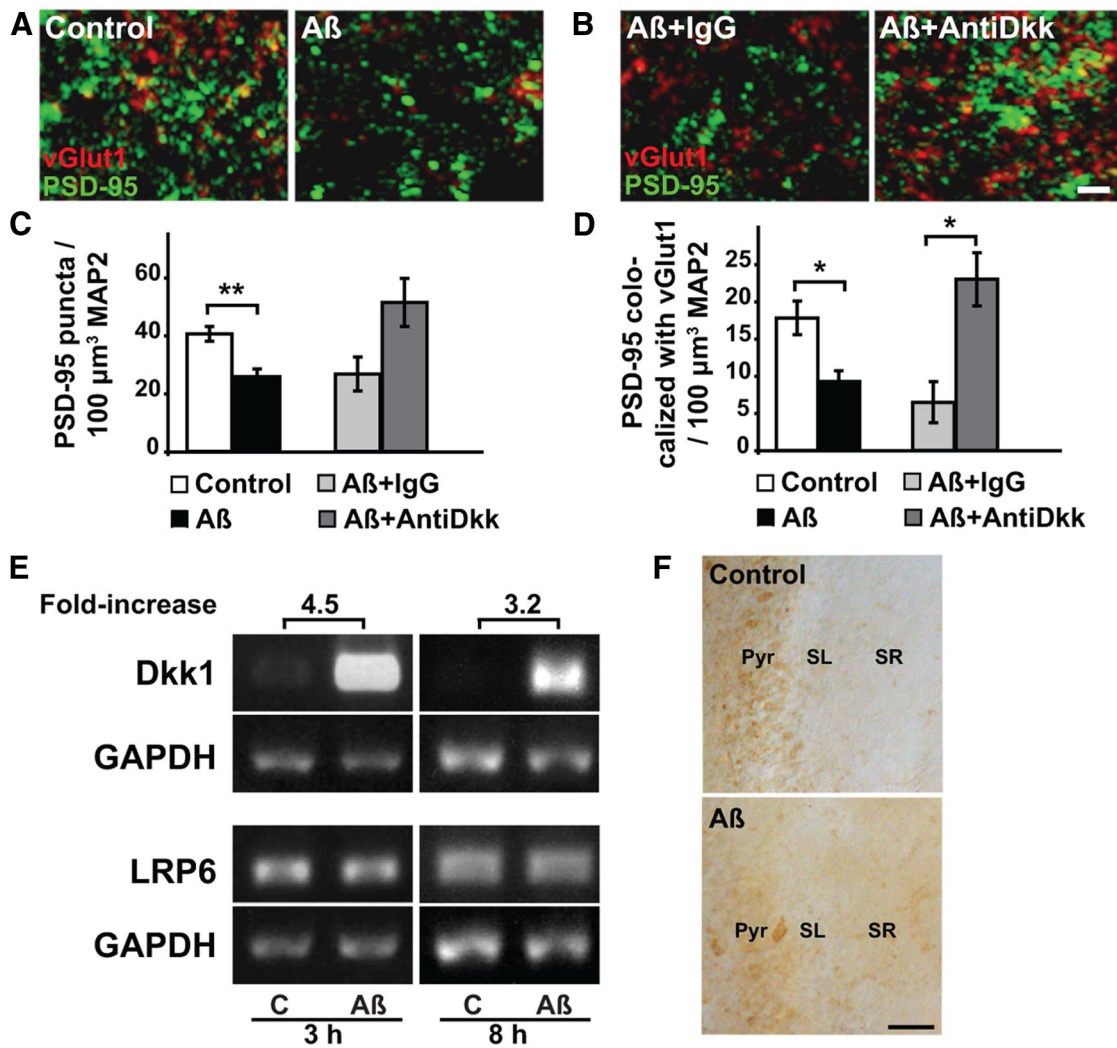 A
Control
Aß
vGlut1
PSD-95
B
Aß+IgG
Aß+AntiDkk
vGlut1
PSD-95
C
PSD-95 puncta /
100 µm³ MAP2
60
40
20
0
**
Control
Aß+IgG
Aß
Aß+AntiDkk
D
PSD-95 colo-
calized with vGlut1
/ 100 µm³ MAP2
25
20
15
10
5
0
*
*
Control
Aß+IgG
Aß
Aß+AntiDkk
E
Fold-increase
4.5
3.2
Dkk1
GAPDH
LRP6
GAPDH
C
Aß
C
Aß
3 h
8 h
F
Control
Pyr
SL
SR
Aß
Pyr
SL
SR